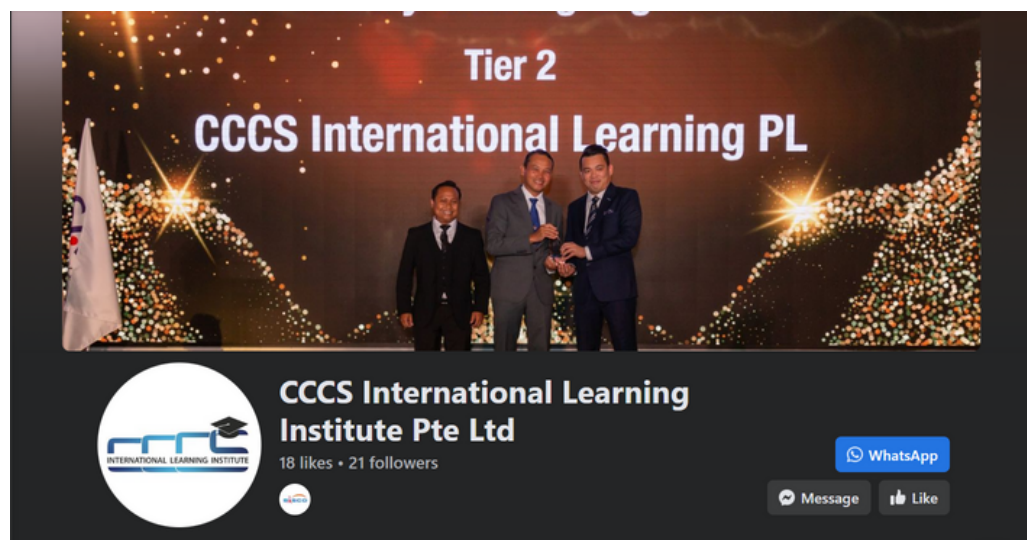 Tier 2
CCCS International Learning PL
cccs
INTERNATIONAL LEARNING INSTITUTE
CCCS International Learning
Institute Pte Ltd
18 likes • 21 followers
WhatsApp
Message
Like